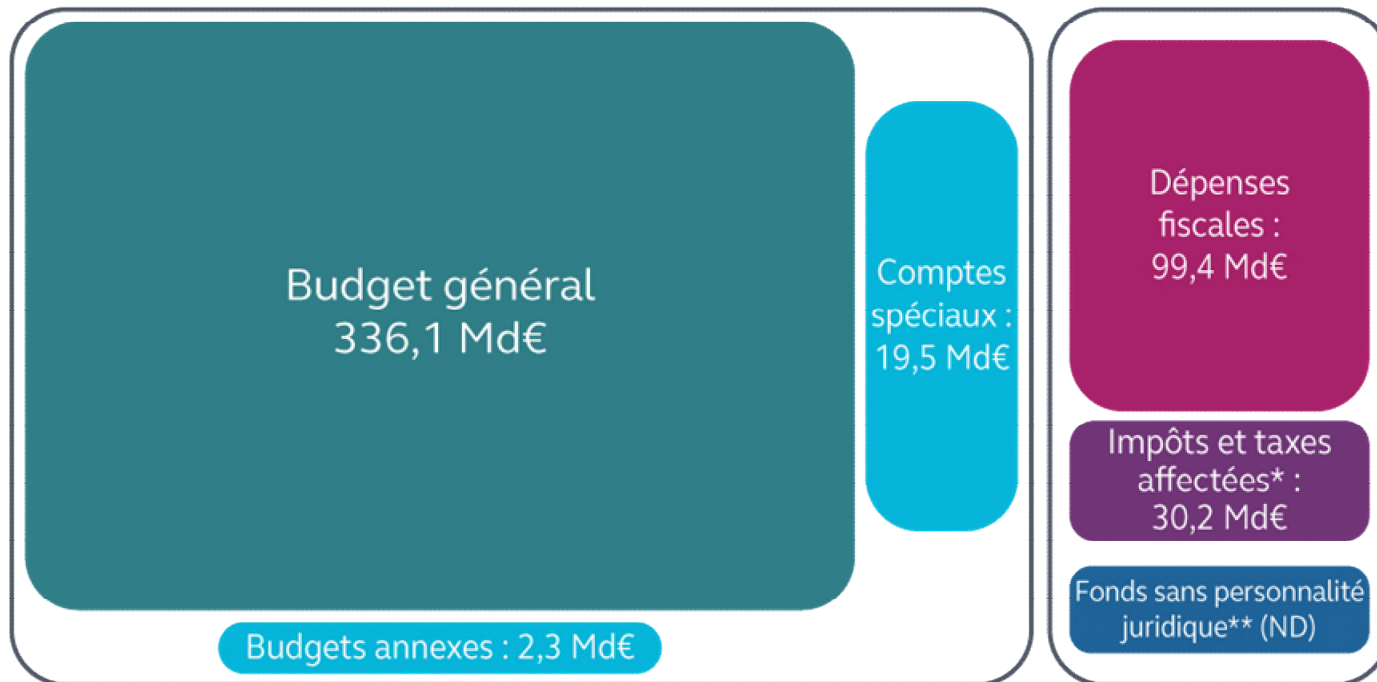 Budget général
336,1 Md€
Comptes
spéciaux :
19,5 Md€
Budgets annexes : 2,3 Md€
Dépenses
fiscales :
99,4 Md€
Impôts et taxes
affectées* :
30,2 Md€
Fonds sans personnalité
juridique** (ND)